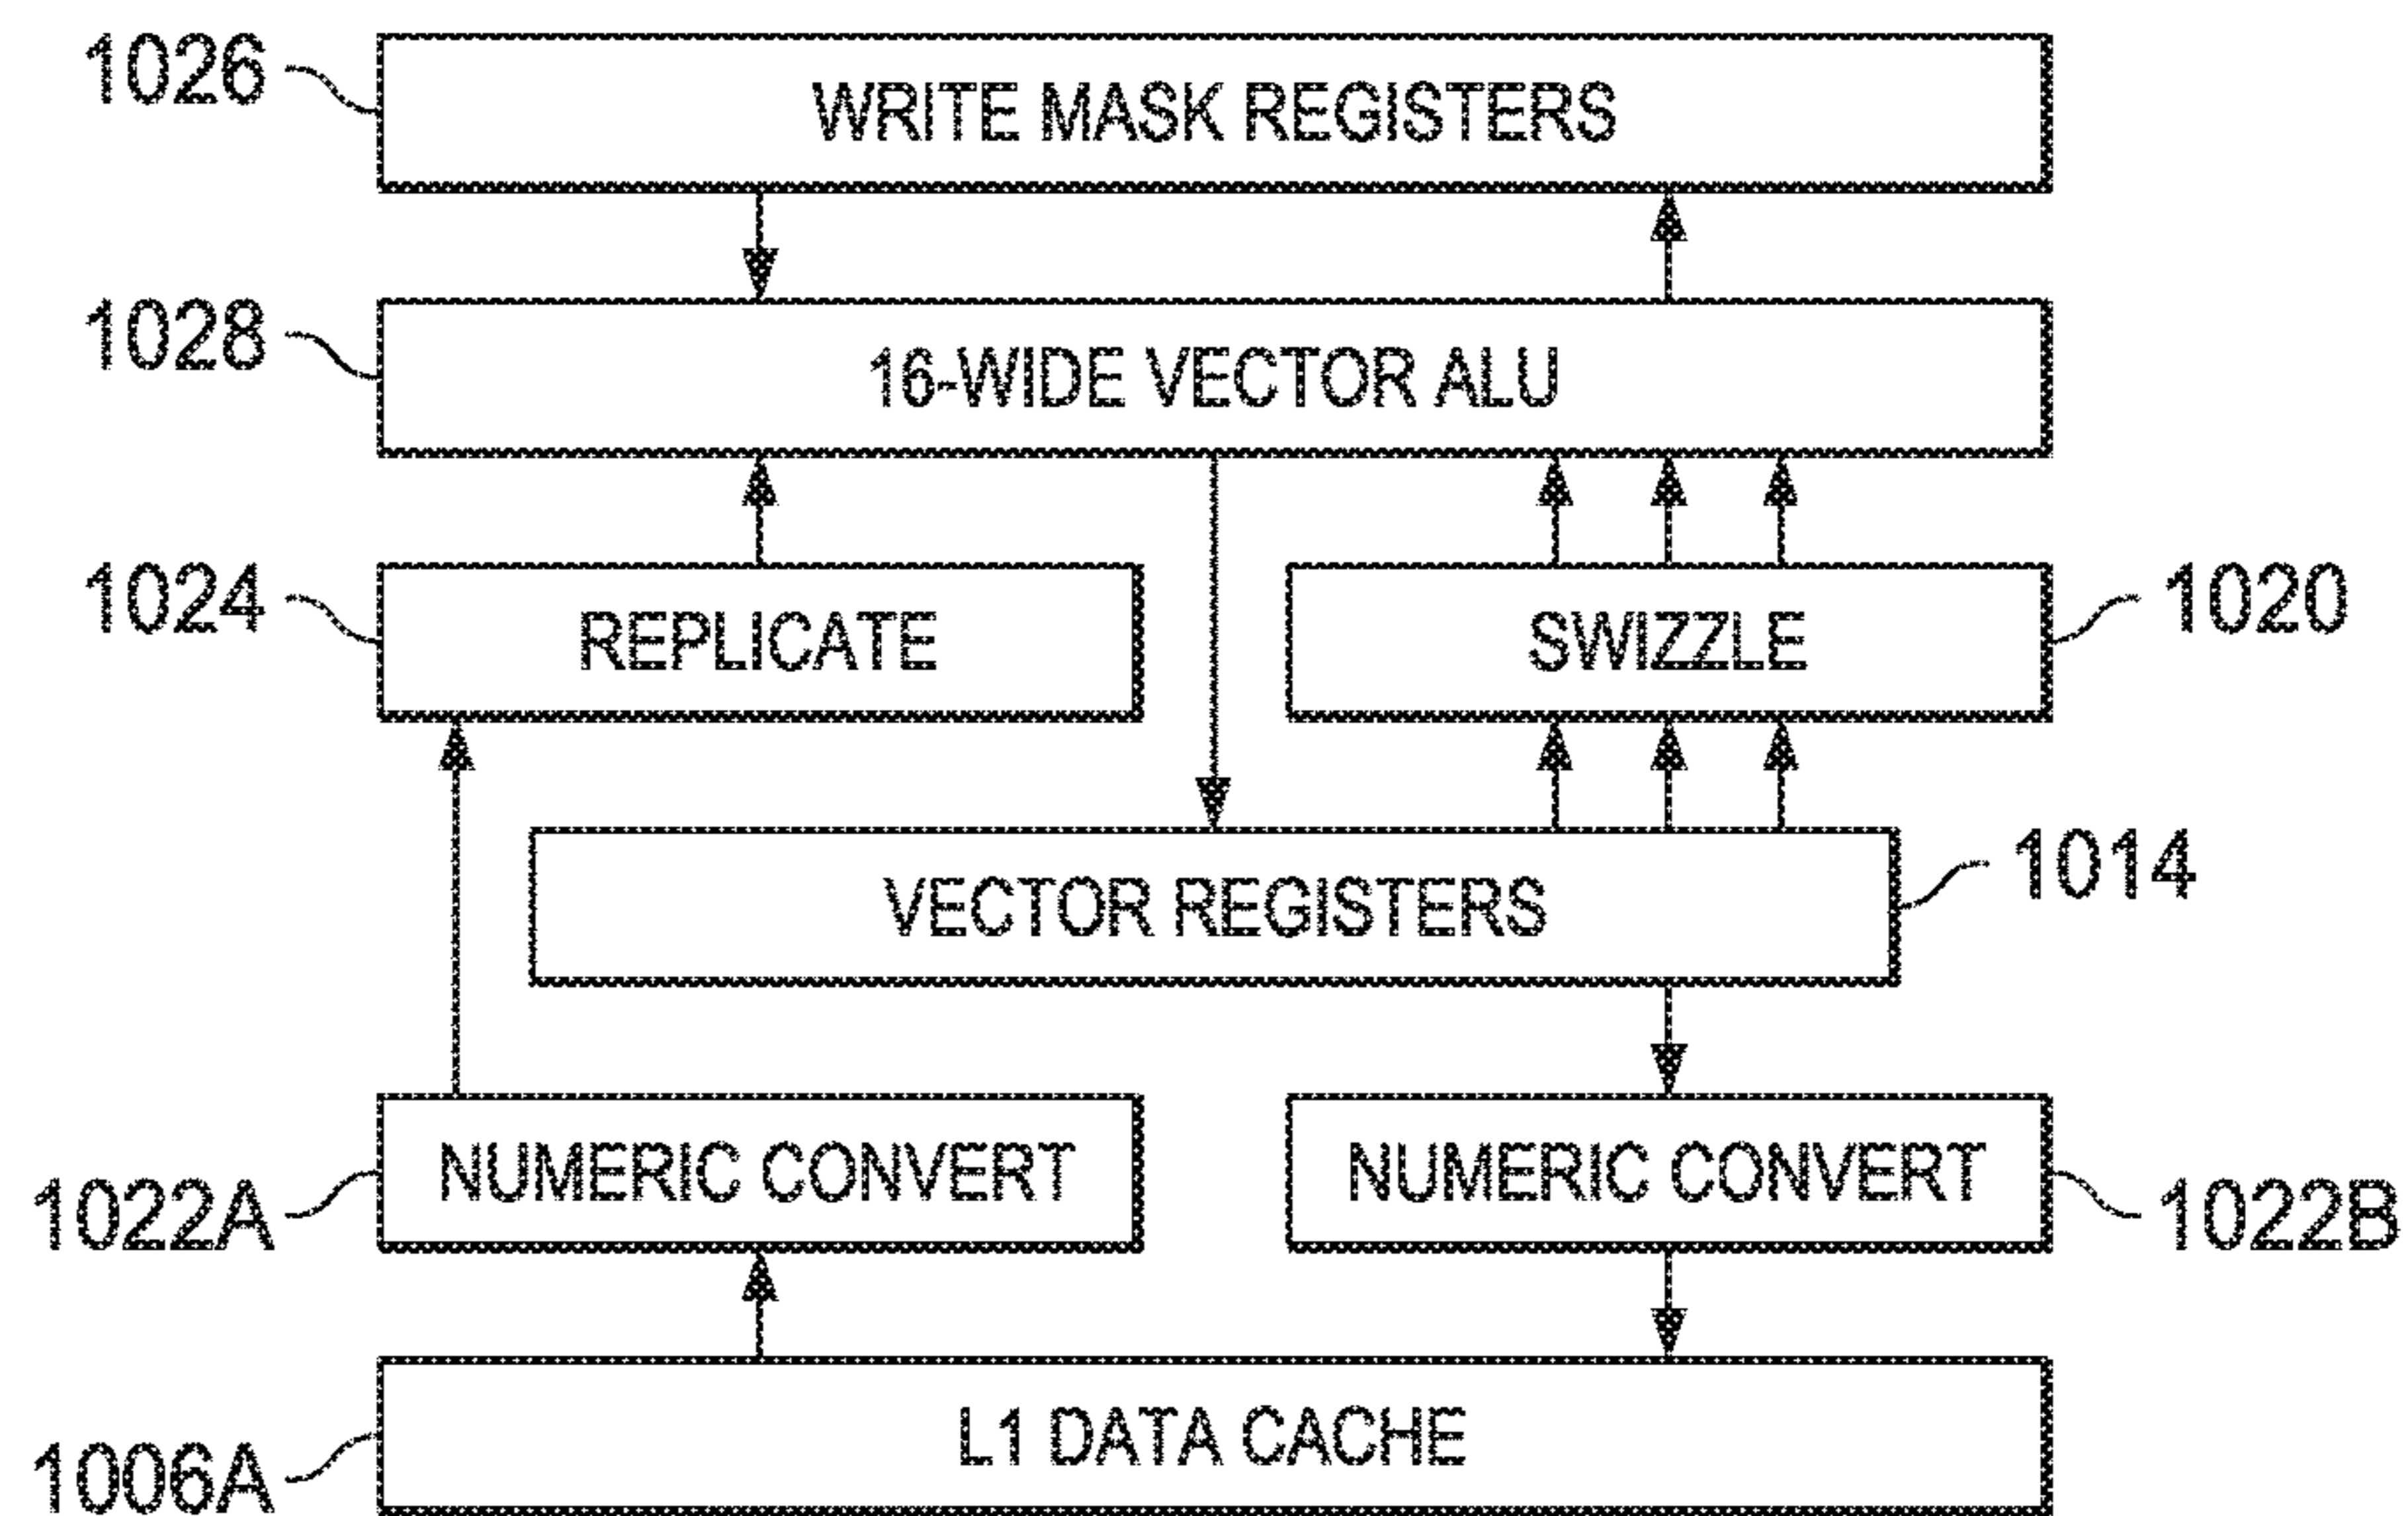 1026 WRITE MASK REGISTERS
1028 16-WIDE VECTOR ALU
1024 REPLICATE SWIZZLE 1020
VECTOR REGISTERS 1014
1022A NUMERIC CONVERT NUMERIC CONVERT 1022B
1006A L1 DATA CACHE